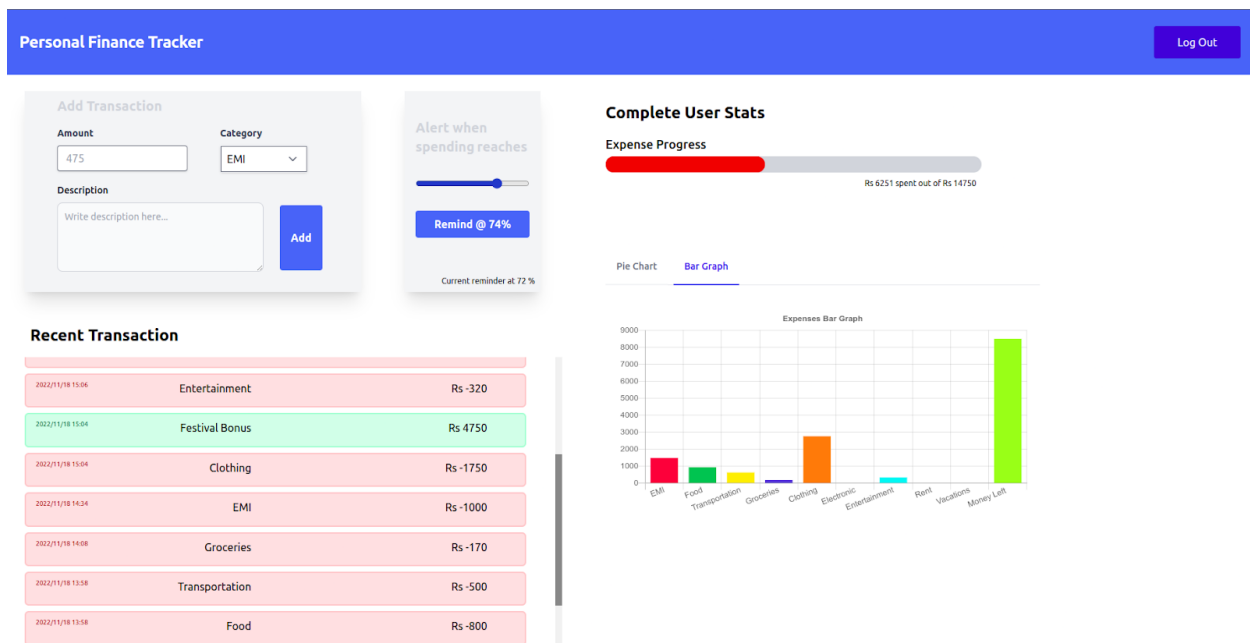 Personal Finance Tracker
Log Out
Add Transaction
Amount
Category
475
EMI
Description
Write description here...
Add
Alert when
spending reaches
Remind @ 74%
Current reminder at 72 %
Complete User Stats
Expense Progress
Rs 6251 spent out of Rs 14750
Recent Transaction
2022/11/18 15:06 Entertainment Rs -320
2022/11/18 15:04 Festival Bonus Rs 4750
2022/11/18 15:04 Clothing Rs -1750
2022/11/18 14:34 EMI Rs -1000
2022/11/18 14:08 Groceries Rs -170
2022/11/18 13:58 Transportation Rs -500
2022/11/18 13:58 Food Rs -800
Pie Chart Bar Graph
Expenses Bar Graph
9000
8000
7000
6000
5000
4000
3000
2000
1000
0
EMI Food Transportation Groceries Clothing Electronic Entertainment Rent Vacations Money Left